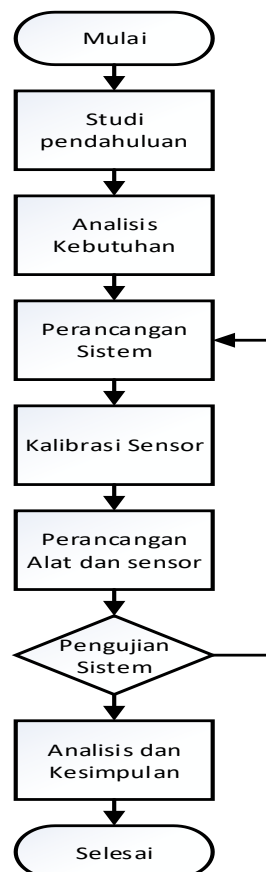 Mulai
Studi
pendahuluan
Analisis
Kebutuhan
Perancangan
Sistem
Kalibrasi Sensor
Perancangan
Alat dan sensor
Pengujian
Sistem
Analisis dan
Kesimpulan
Selesai